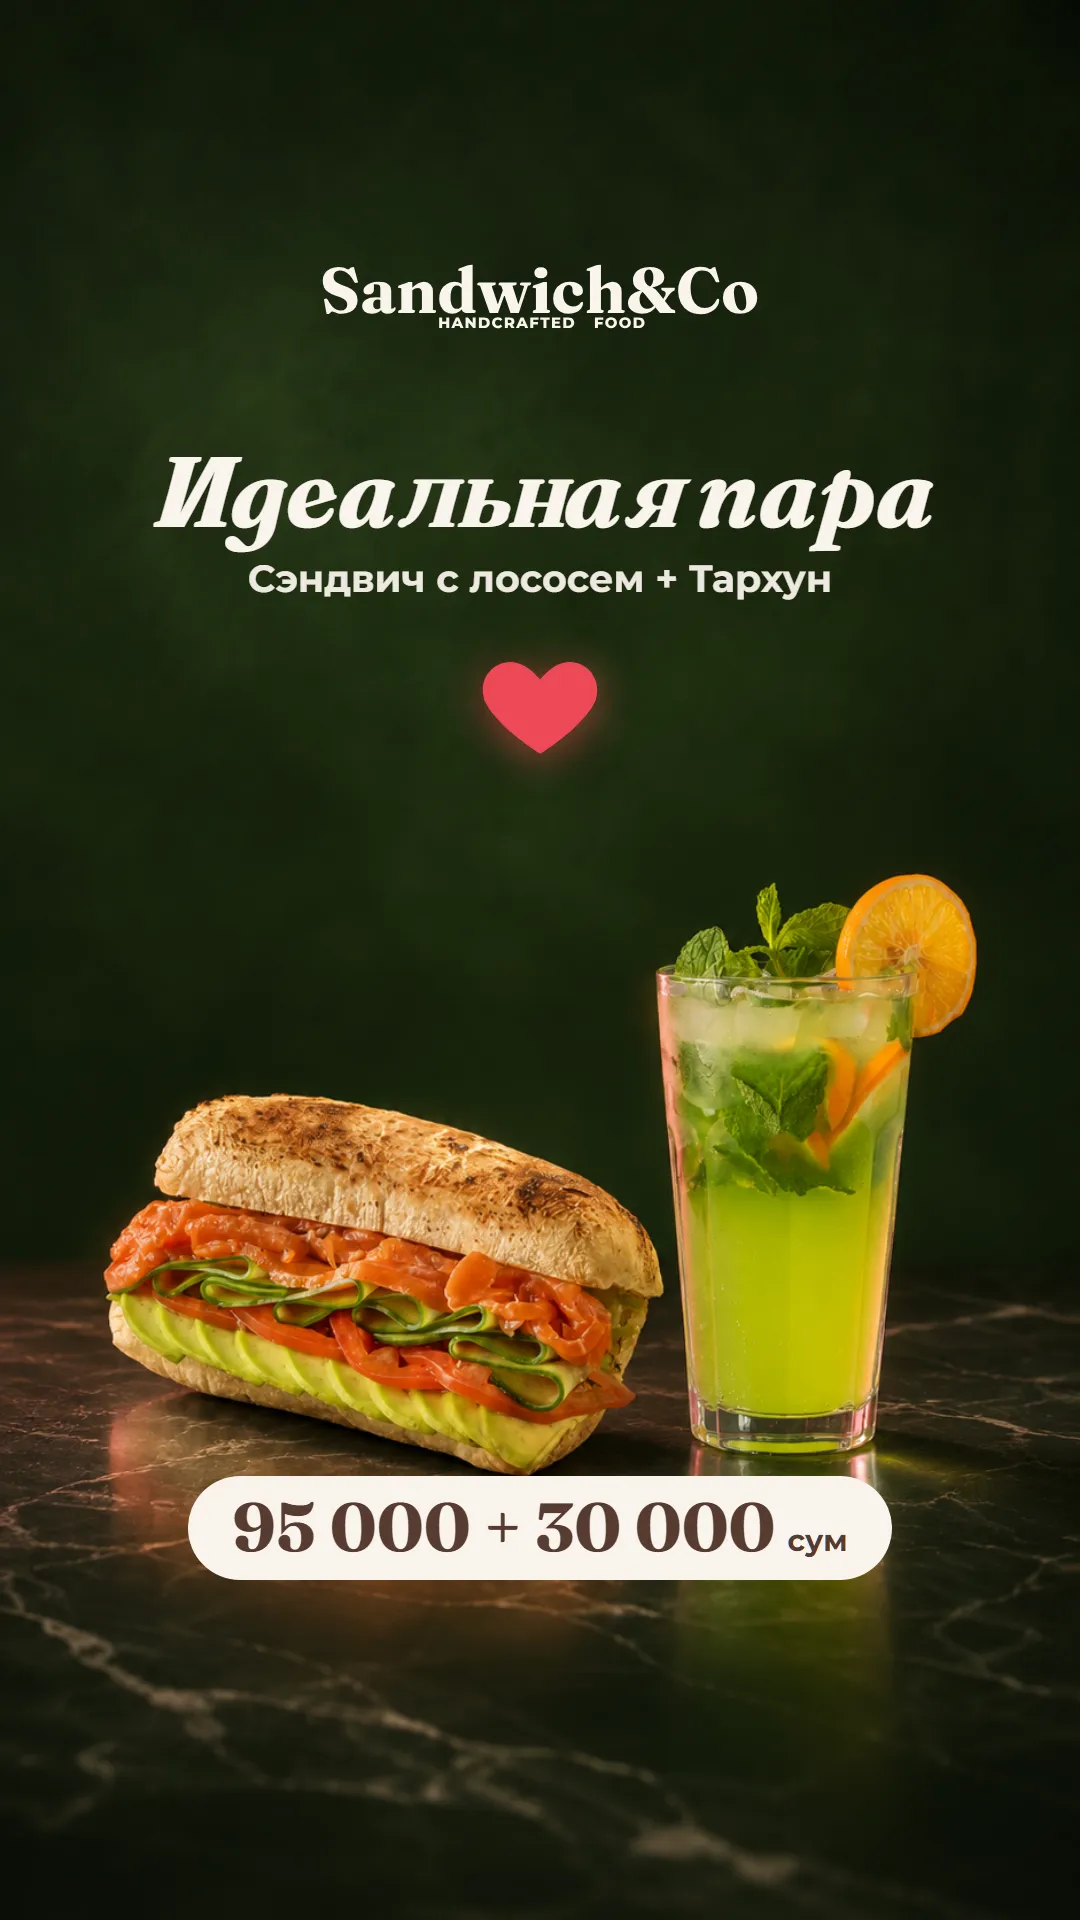 Sandwich&Co
HANDCRAFTED FOOD
Идеальная пара
Сэндвич с лососем + Тархун
95 000 + 30 000 сум